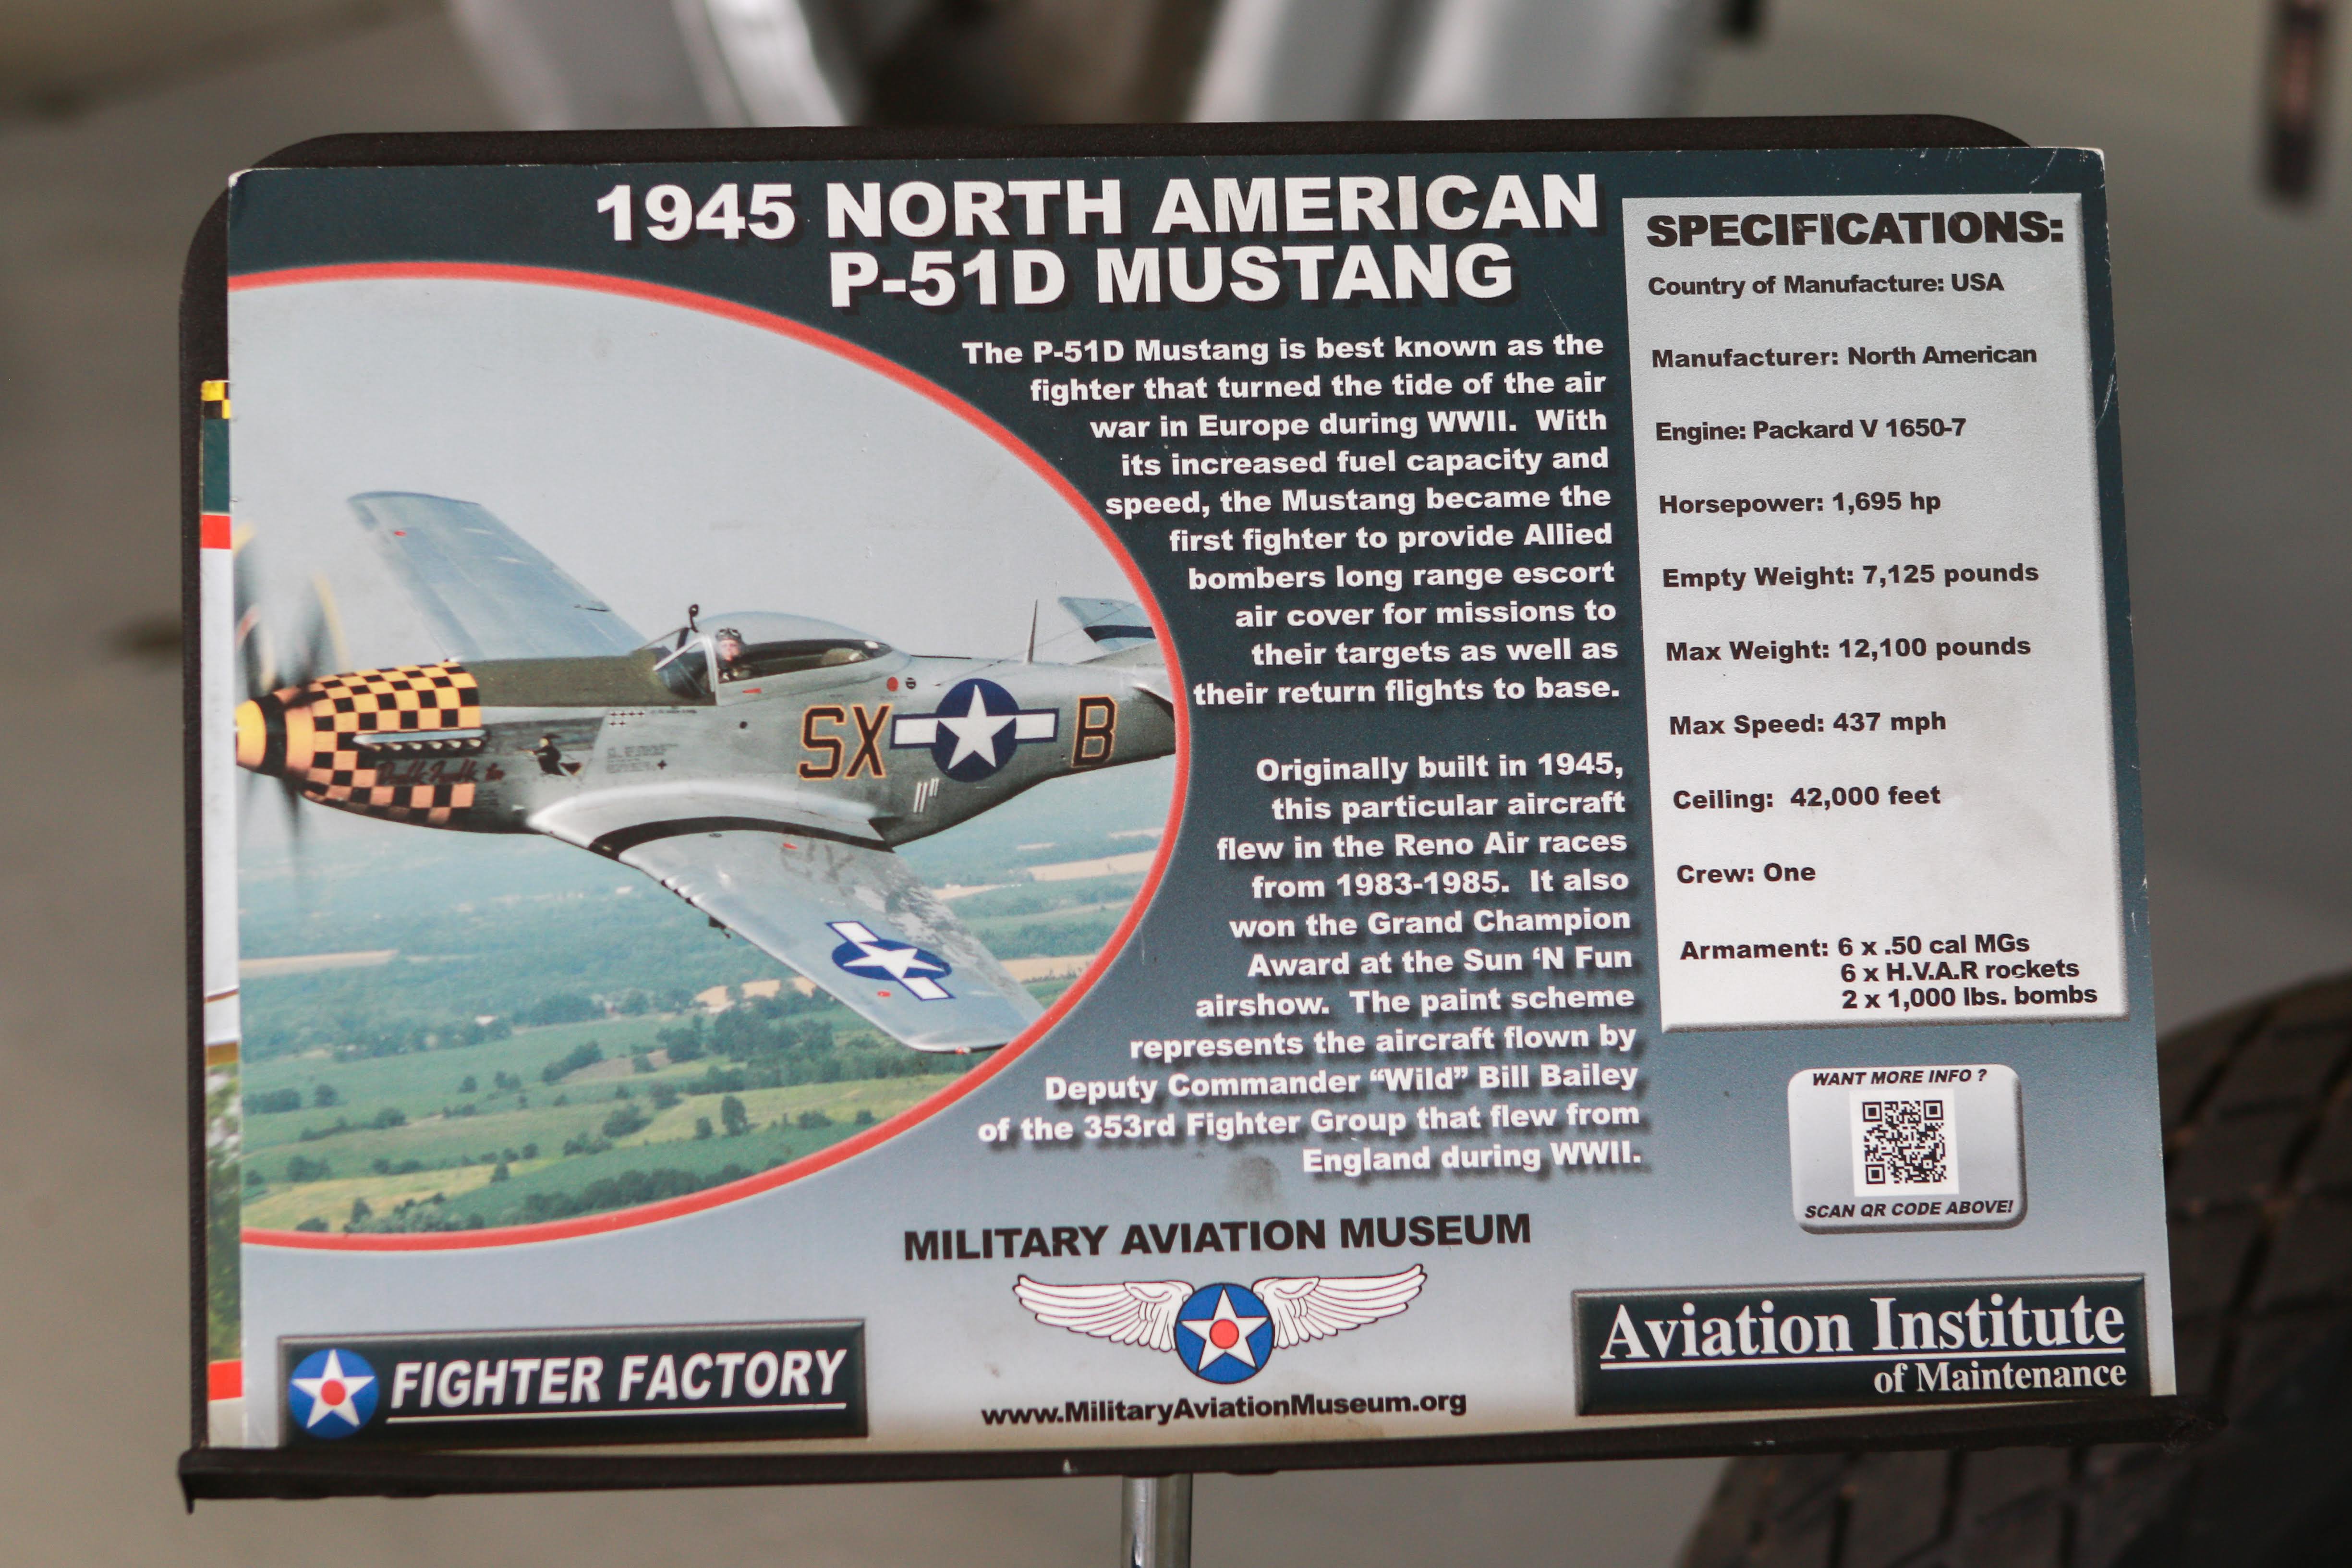 1945 NORTH AMERICAN
P-51D MUSTANG
The P-51D Mustang is best known as the
fighter that turned the tide of the air
war in Europe during WWII. With
its increased fuel capacity and
speed, the Mustang became the
first fighter to provide Allied
bombers long range escort
air cover for missions to
their targets as well as
their return flights to base.
Originally built in 1945,
this particular aircraft
flew in the Reno Air races
from 1983-1985. It also
won the Grand Champion
Award at the Sun ‘N Fun
airshow. The paint scheme
represents the aircraft flown by
Deputy Commander “Wild” Bill Bailey
of the 353rd Fighter Group that flew from
England during WWII.
SX B
SPECIFICATIONS:
Country of Manufacture: USA
Manufacturer: North American
Engine: Packard V 1650-7
Horsepower: 1,695 hp
Empty Weight: 7,125 pounds
Max Weight: 12,100 pounds
Max Speed: 437 mph
Ceiling: 42,000 feet
Crew: One
Armament: 6 x .50 cal MGs
6 x H.V.A.R rockets
2 x 1,000 lbs. bombs
WANT MORE INFO ?
SCAN QR CODE ABOVE!
MILITARY AVIATION MUSEUM
www.MilitaryAviationMuseum.org
FIGHTER FACTORY
Aviation Institute
of Maintenance